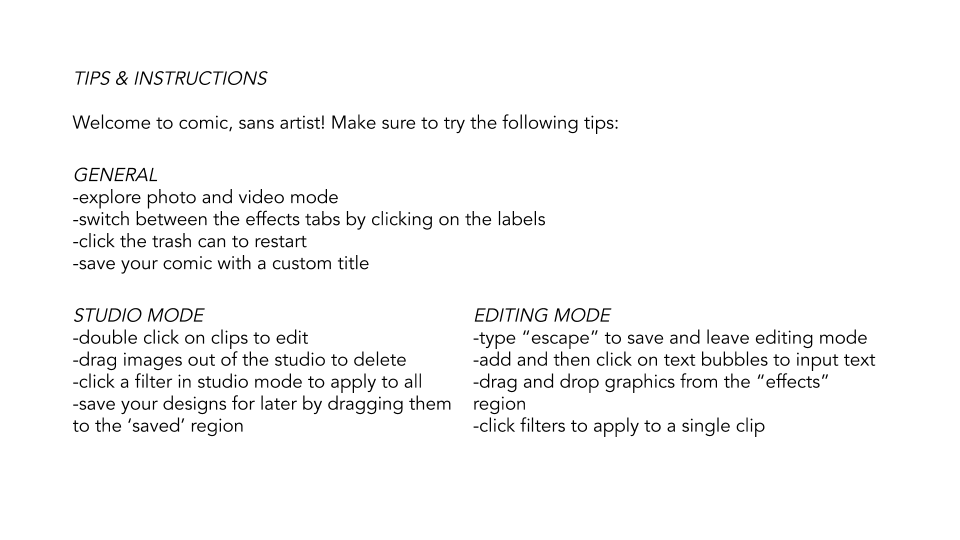 TIPS & INSTRUCTIONS
Welcome to comic, sans artist! Make sure to try the following tips:
GENERAL
-explore photo and video mode
-switch between the effects tabs by clicking on the labels
-click the trash can to restart
-save your comic with a custom title
STUDIO MODE
-double click on clips to edit
-drag images out of the studio to delete
-click a filter in studio mode to apply to all
-save your designs for later by dragging them
to the ‘saved’ region
EDITING MODE
-type “escape” to save and leave editing mode
-add and then click on text bubbles to input text
-drag and drop graphics from the “effects”
region
-click filters to apply to a single clip